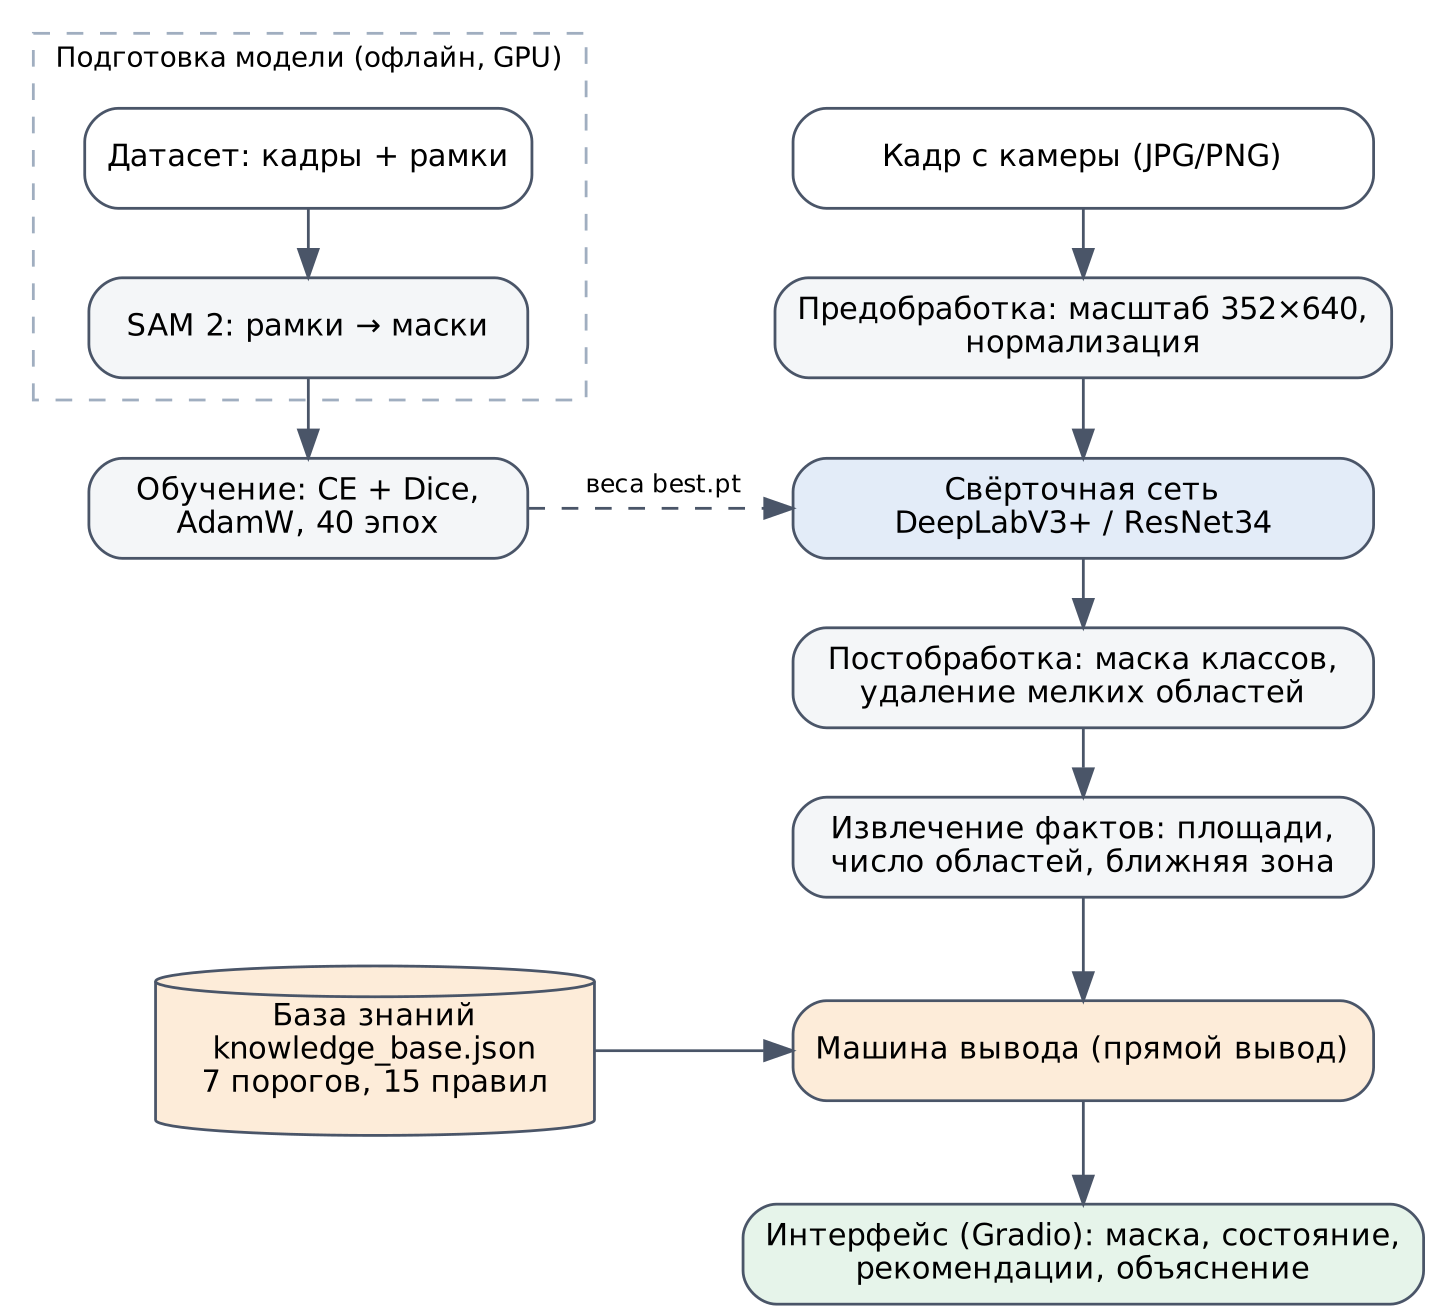 Подготовка модели (офлайн, GPU)
Датасет: кадры + рамки
SAM 2: рамки → маски
Обучение: CE + Dice,
AdamW, 40 эпох
веса best.pt
Кадр с камеры (JPG/PNG)
Предобработка: масштаб 352×640,
нормализация
Свёрточная сеть
DeepLabV3+ / ResNet34
Постобработка: маска классов,
удаление мелких областей
Извлечение фактов: площади,
число областей, ближняя зона
База знаний
knowledge_base.json
7 порогов, 15 правил
Машина вывода (прямой вывод)
Интерфейс (Gradio): маска, состояние,
рекомендации, объяснение